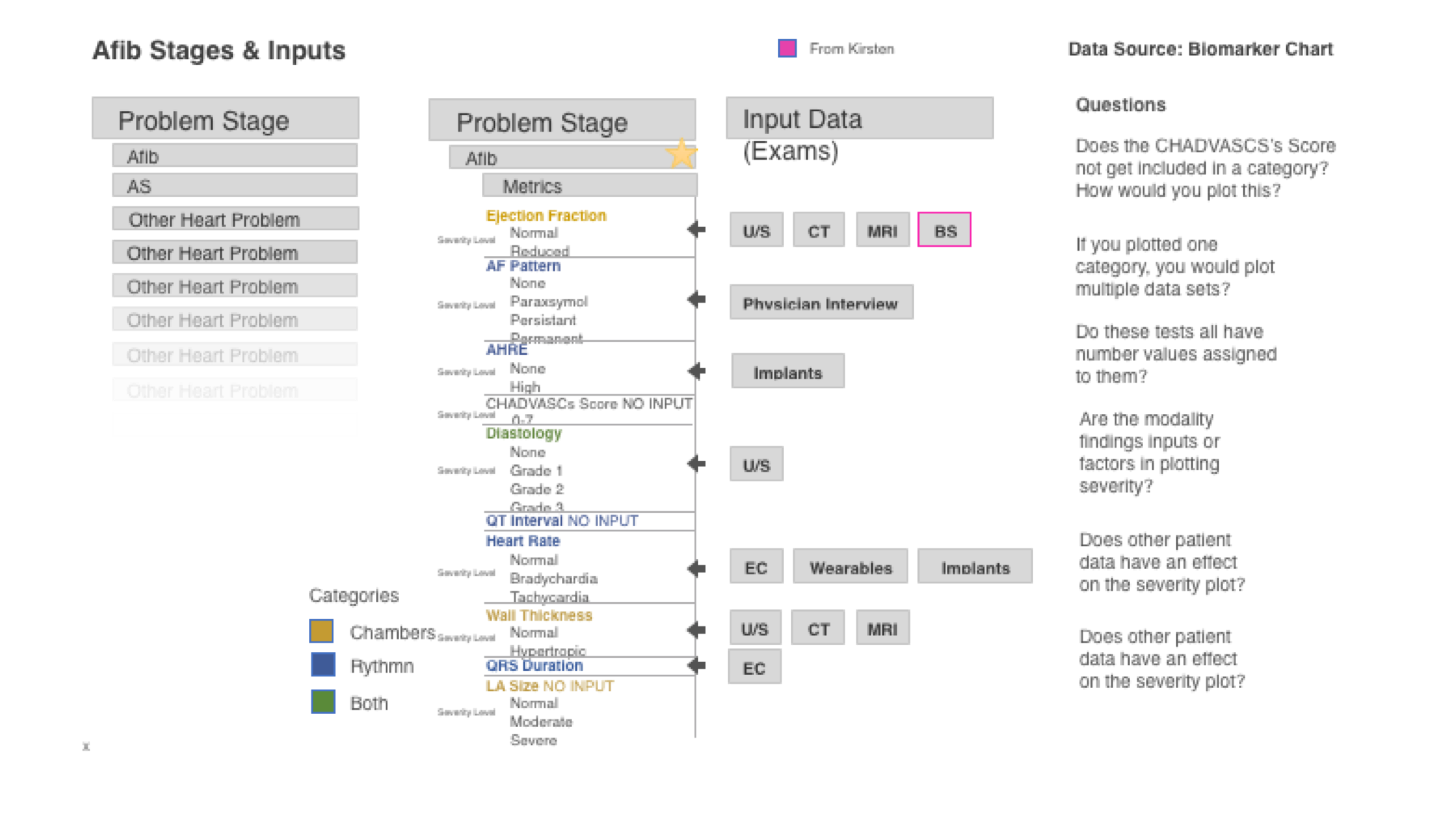 Afib Stages & Inputs
From Kirsten
Data Source: Biomarker Chart
Problem Stage
Afib
AS
Other Heart Problem
Other Heart Problem
Other Heart Problem
Other Heart Problem
Other Heart Problem
Other Heart Problem
Categories
Chambers
Rythmn
Both
x
Problem Stage
Afib
Metrics
Ejection Fraction
Severity Level
Normal
Reduced
AF Pattern
None
Severity Level
Paraxsymol
Persistant
Permanent
AHRE
Severity Level
None
High
CHADVASCs Score NO INPUT
Severity Level
0-7
Diastology
None
Severity Level
Grade 1
Grade 2
Grade 3
QT Interval NO INPUT
Heart Rate
Normal
Severity Level
Bradychardia
Tachycardia
Wall Thickness
Severity Level
Normal
Hypertropic
QRS Duration
LA Size NO INPUT
Normal
Severity Level
Moderate
Severe
Input Data
(Exams)
U/S CT MRI BS
Physician Interview
Implants
U/S
EC Wearables Implants
U/S CT MRI
EC
Questions
Does the CHADVASCS's Score
not get included in a category?
How would you plot this?
If you plotted one
category, you would plot
multiple data sets?
Do these tests all have
number values assigned
to them?
Are the modality
findings inputs or
factors in plotting
severity?
Does other patient
data have an effect
on the severity plot?
Does other patient
data have an effect
on the severity plot?